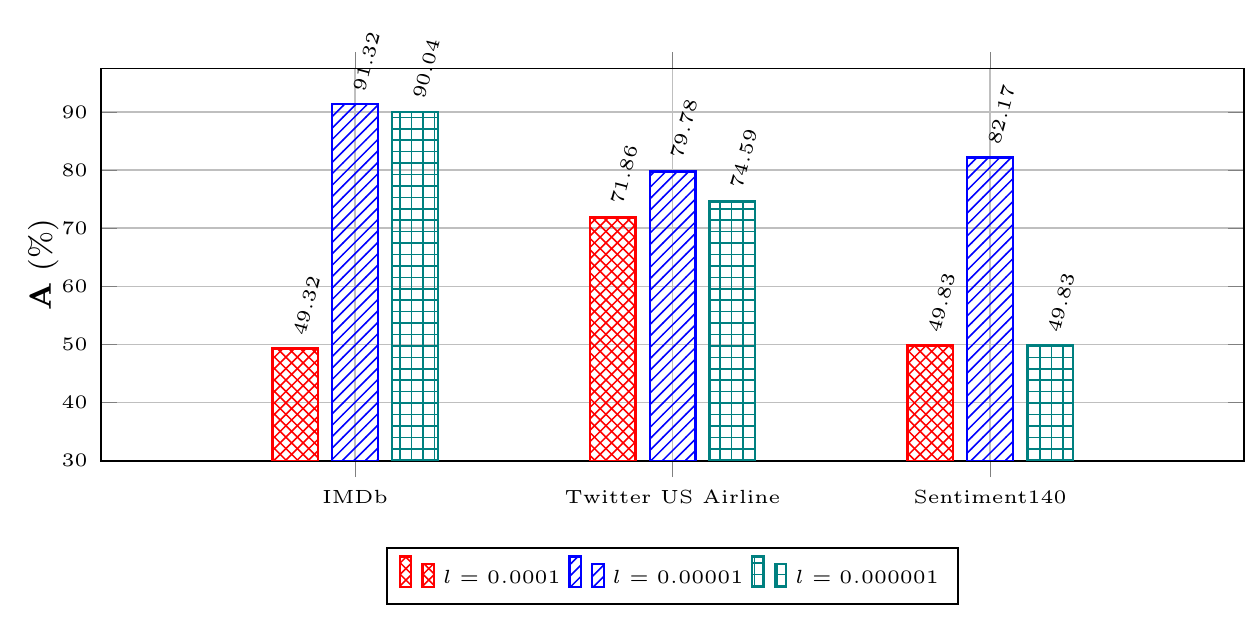 A (%)
90
80
70
60
50
40
30
49.32
91.32
90.04
71.86
79.78
74.59
49.83
82.17
49.83
IMDb
Twitter US Airline
Sentiment140
l = 0.0001
l = 0.00001
l = 0.000001